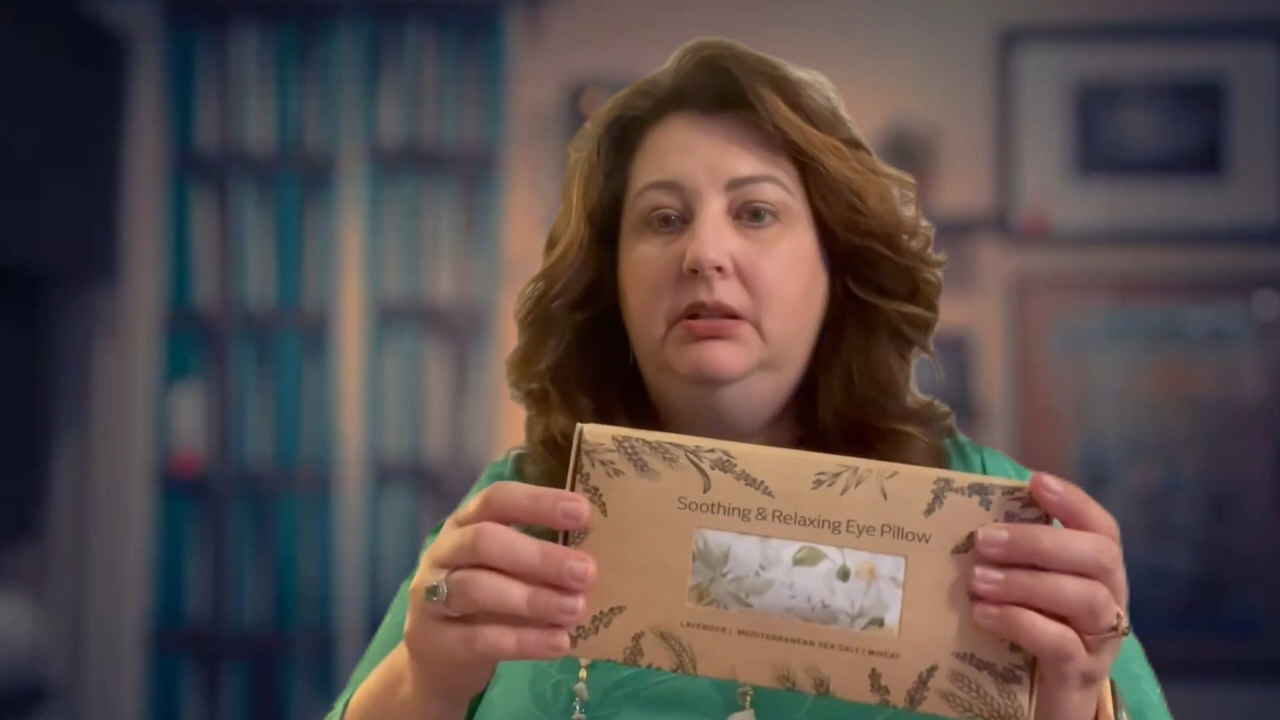 Soothing & Relaxing Eye Pillow
LAVENDER | MEDITERRANEAN SEA SALT | WHEAT